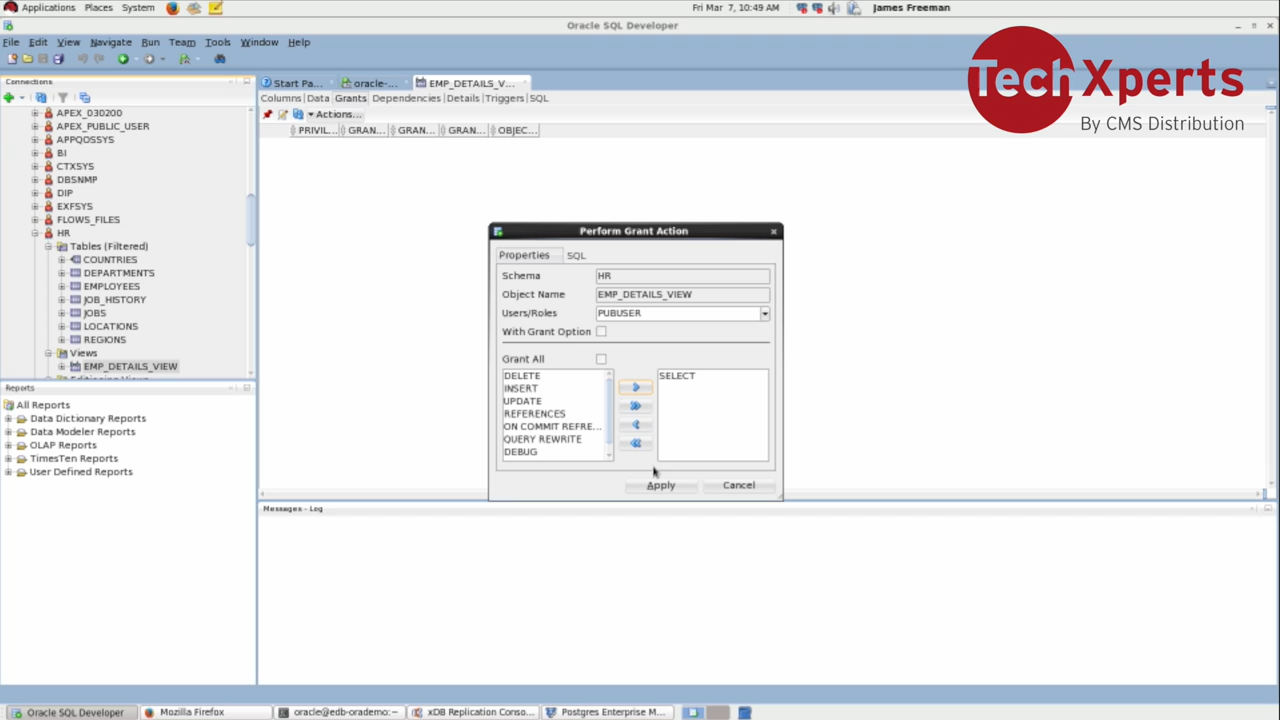 Applications Places System Fri Mar 7, 10:49 AM James Freeman
Oracle SQL Developer
File Edit View Navigate Run Team Tools Window Help
TechXperts
By CMS Distribution
Connections
Start Pa... oracle-... EMP_DETAILS_V...
Columns Data Grants Dependencies Details Triggers SQL
Actions...
PRIVIL... GRAN... GRAN... GRAN... OBJEC...
APEX_030200
APEX_PUBLIC_USER
APPQOSSYS
BI
CTXSYS
DBSNMP
DIP
EXFSYS
FLOWS_FILES
HR
Tables (Filtered)
COUNTRIES
DEPARTMENTS
EMPLOYEES
JOB_HISTORY
JOBS
LOCATIONS
REGIONS
Views
EMP_DETAILS_VIEW
Reports
All Reports
Data Dictionary Reports
Data Modeler Reports
OLAP Reports
TimesTen Reports
User Defined Reports
Perform Grant Action
Properties SQL
Schema HR
Object Name EMP_DETAILS_VIEW
Users/Roles PUBUSER
With Grant Option
Grant All
DELETE
INSERT
UPDATE
REFERENCES
ON COMMIT REFRE...
QUERY REWRITE
DEBUG
SELECT
Apply Cancel
Messages - Log
Oracle SQL Developer Mozilla Firefox oracle@edb-orademo:~ xDB Replication Conso... Postgres Enterprise M...